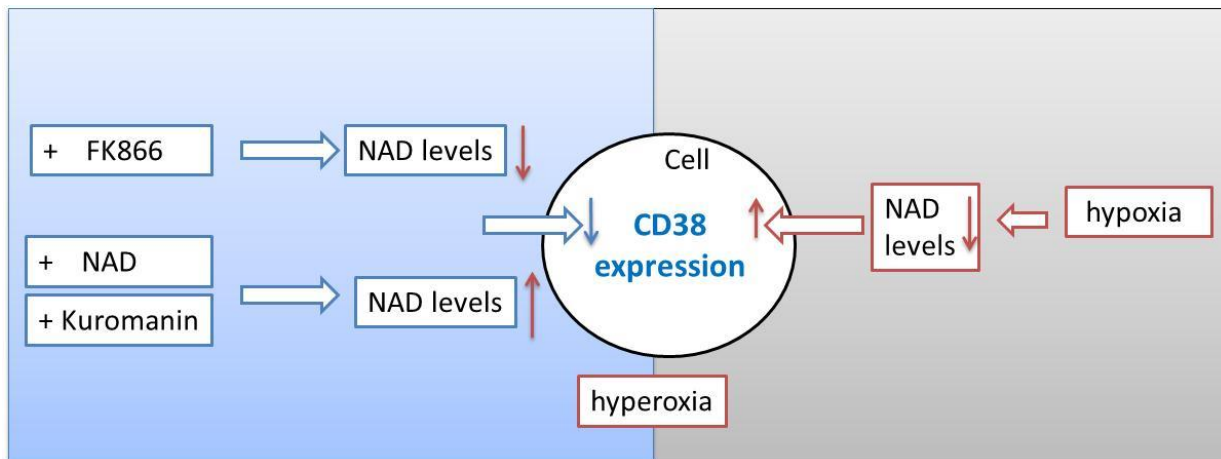 + FK866
NAD levels
+ NAD
+ Kuromanin
NAD levels
Cell
CD38
expression
NAD
levels
hypoxia
hyperoxia